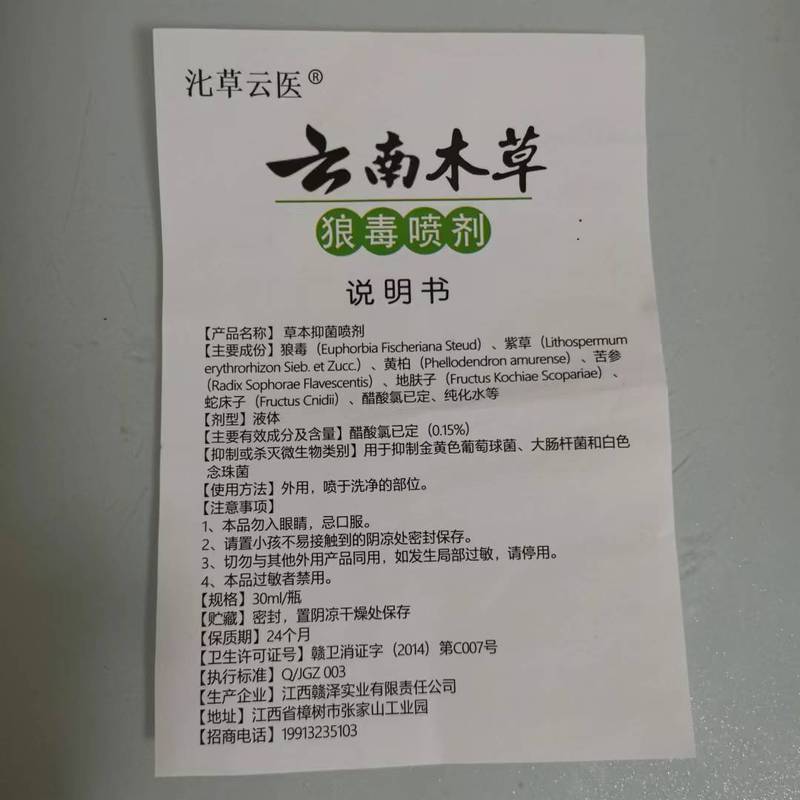 沘草云医®
云南木草
狼毒喷剂
说明书
【产品名称】草本抑菌喷剂
【主要成份】狼毒（Euphorbia Fischeriana Steud）、紫草（Lithospermum
erythrorhizon Sieb. et Zucc.）、黄柏（Phellodendron amurense）、苦参
（Radix Sophorae Flavescentis）、地肤子（Fructus Kochiae Scopariae）、
蛇床子（Fructus Cnidii）、醋酸氯已定、纯化水等
【剂型】液体
【主要有效成分及含量】醋酸氯已定（0.15%）
【抑制或杀灭微生物类别】用于抑制金黄色葡萄球菌、大肠杆菌和白色
念珠菌
【使用方法】外用，喷于洗净的部位。
【注意事项】
1、本品勿入眼睛，忌口服。
2、请置小孩不易接触到的阴凉处密封保存。
3、切勿与其他外用产品同用，如发生局部过敏，请停用。
4、本品过敏者禁用。
【规格】30ml/瓶
【贮藏】密封，置阴凉干燥处保存
【保质期】24个月
【卫生许可证号】赣卫消证字（2014）第C007号
【执行标准】Q/JGZ 003
【生产企业】江西赣泽实业有限责任公司
【地址】江西省樟树市张家山工业园
【招商电话】19913235103